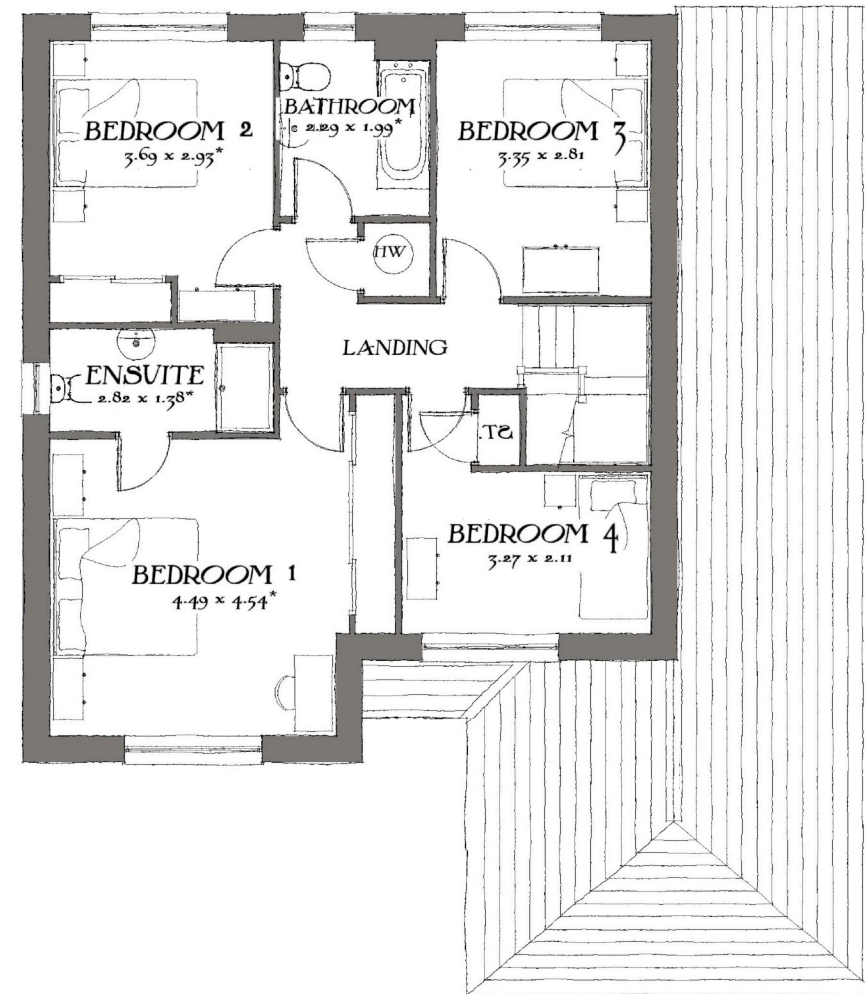 BEDROOM 2
3.69 x 2.93*
BATHROOM
2.29 x 1.99*
BEDROOM 3
3.35 x 2.81
HW
LANDING
ENSUITE
2.82 x 1.38*
ST.
BEDROOM 4
3.27 x 2.11
BEDROOM 1
4.49 x 4.54*